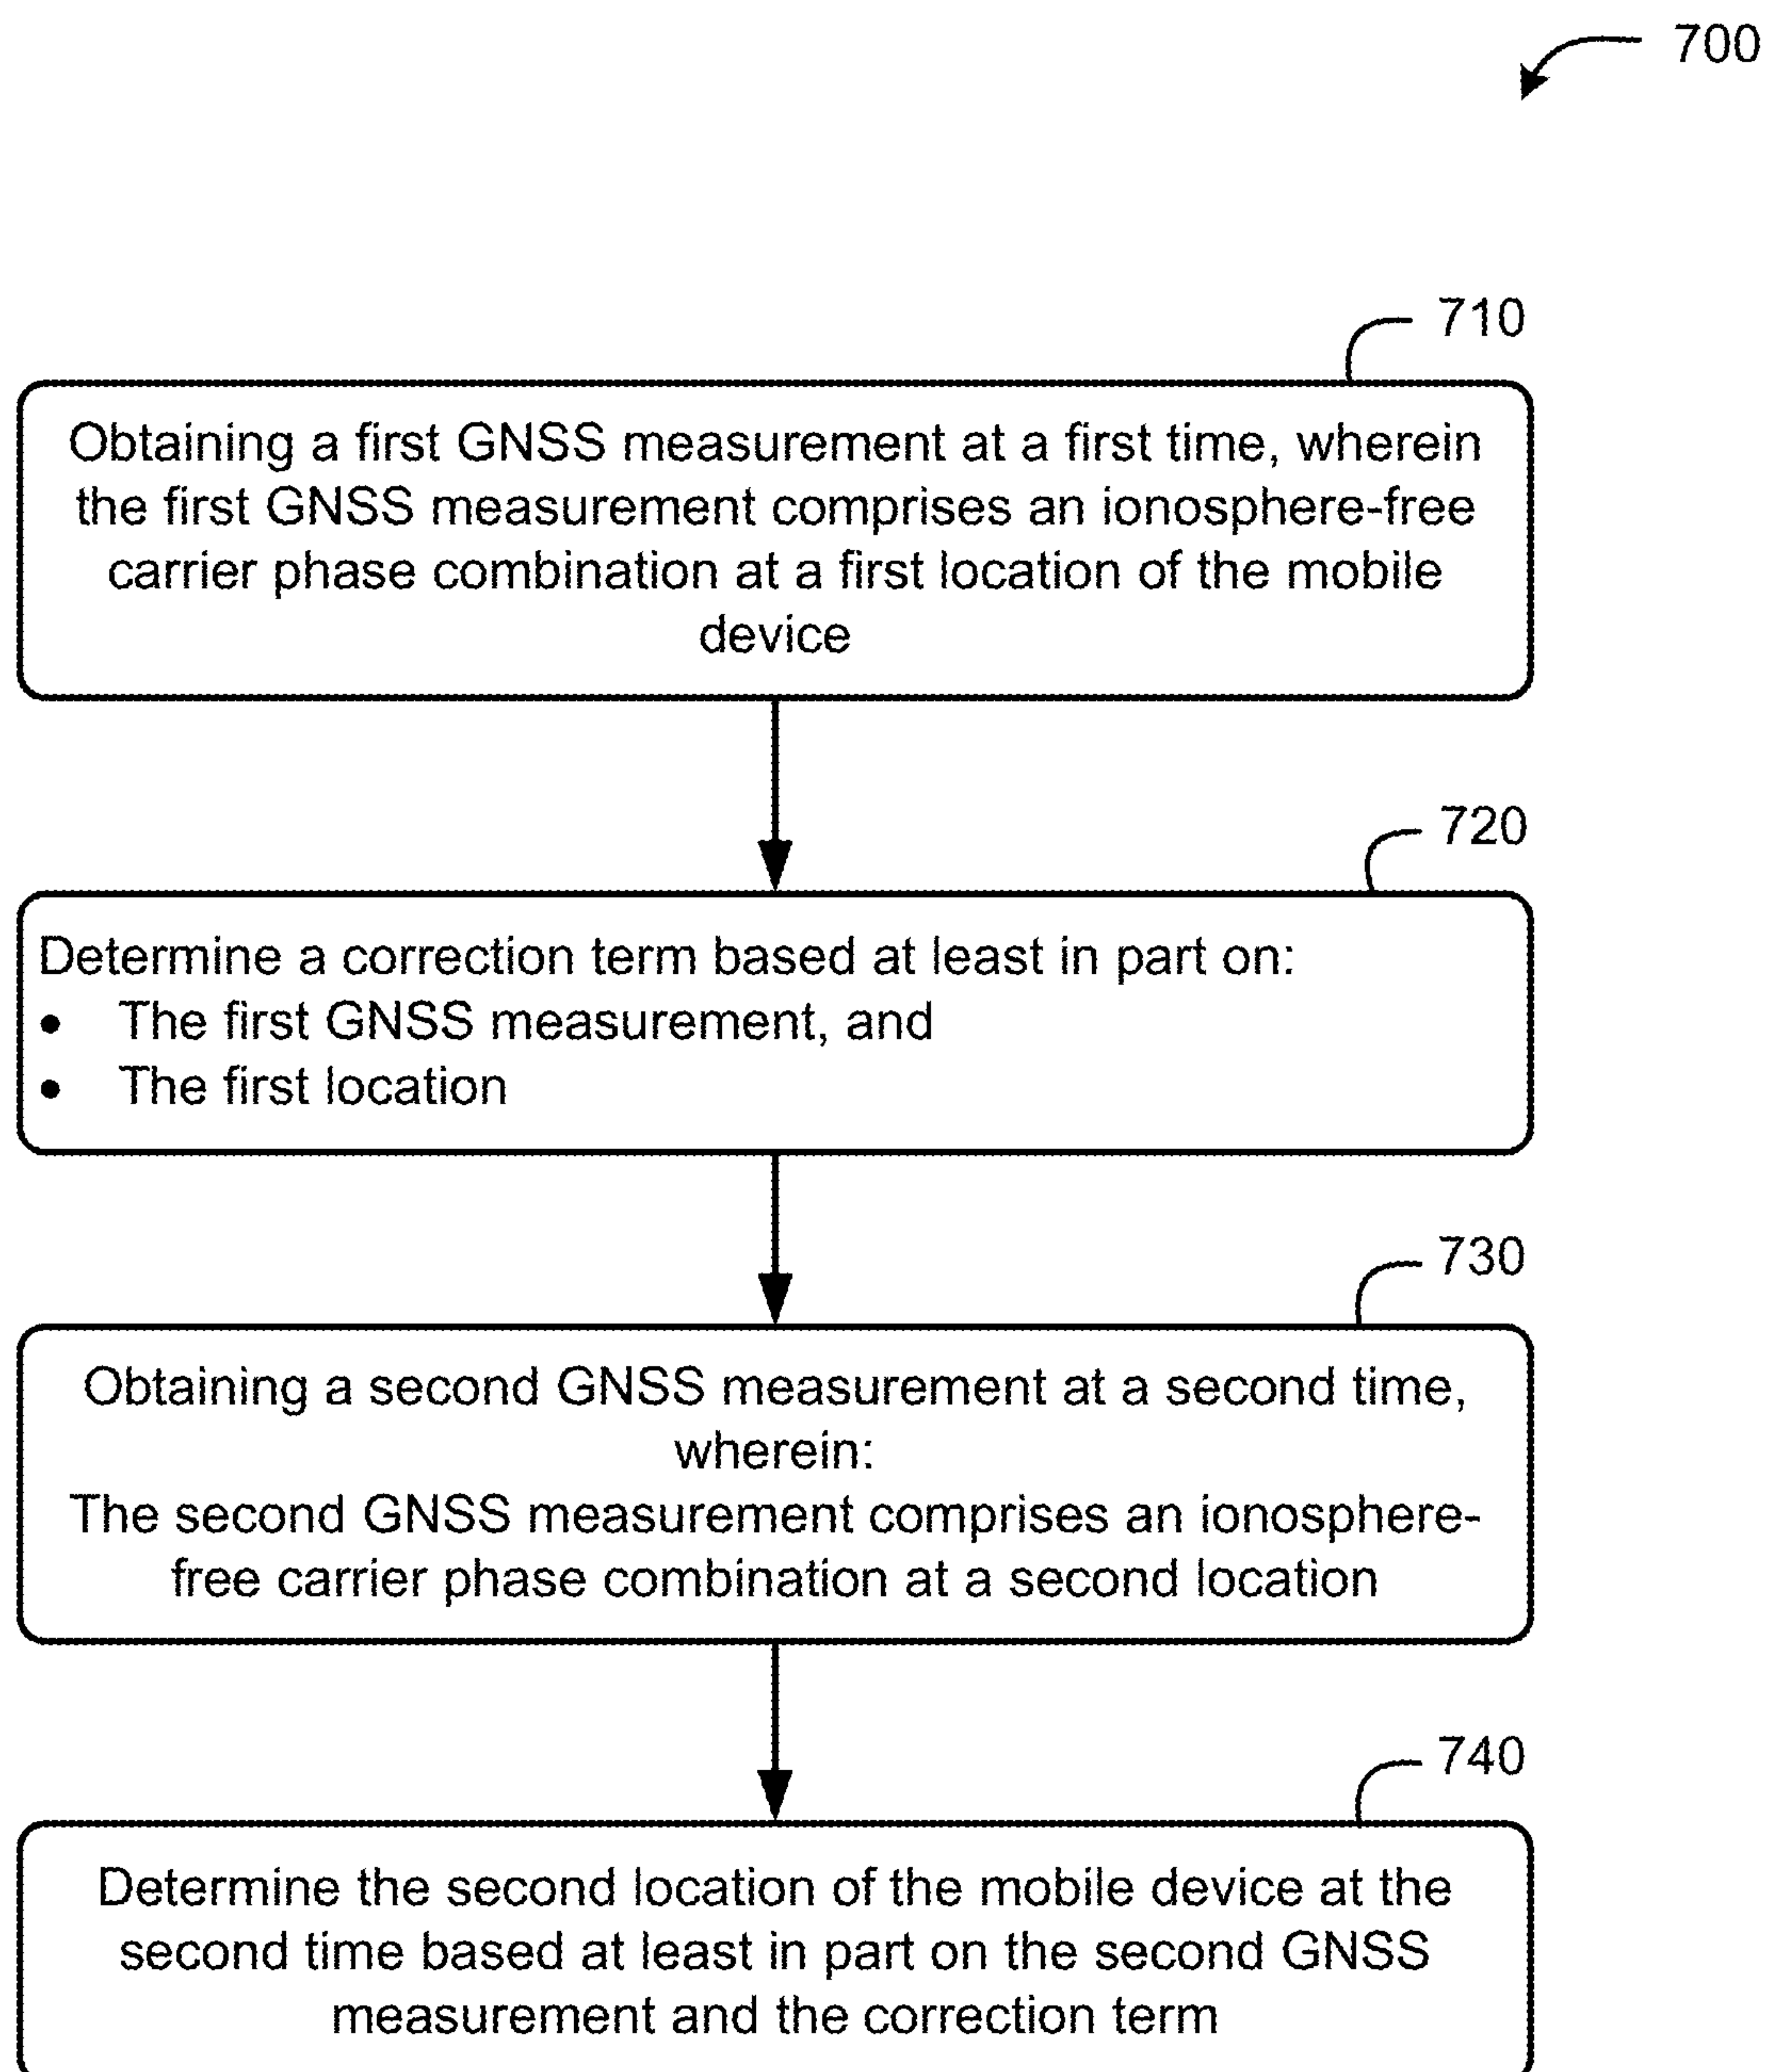 700
710
Obtaining a first GNSS measurement at a first time, wherein
the first GNSS measurement comprises an ionosphere-free
carrier phase combination at a first location of the mobile
device
720
Determine a correction term based at least in part on:
• The first GNSS measurement, and
• The first location
730
Obtaining a second GNSS measurement at a second time,
wherein:
The second GNSS measurement comprises an ionosphere-
free carrier phase combination at a second location
740
Determine the second location of the mobile device at the
second time based at least in part on the second GNSS
measurement and the correction term